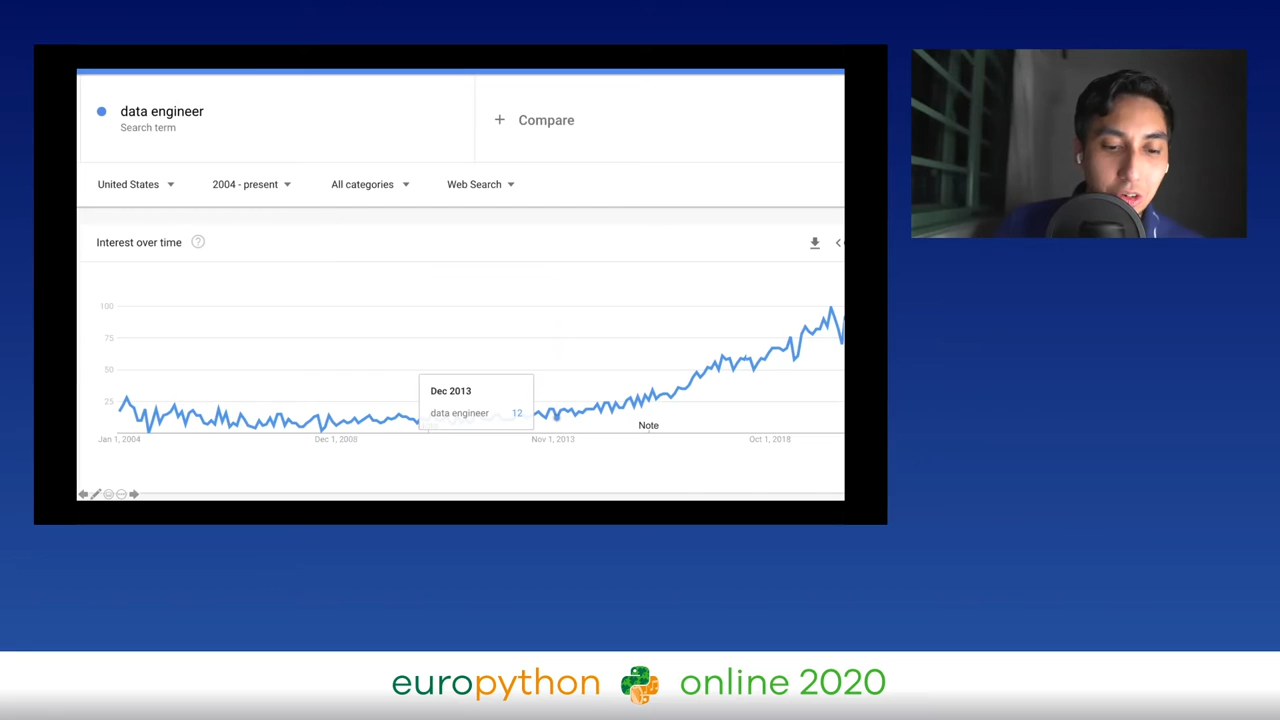 data engineer
Search term
+ Compare
United States
2004 - present
All categories
Web Search
Interest over time
?
100
75
50
25
Dec 2013
data engineer 12
Note
Jan 1, 2004
Dec 1, 2008
Nov 1, 2013
Oct 1, 2018
europython online 2020